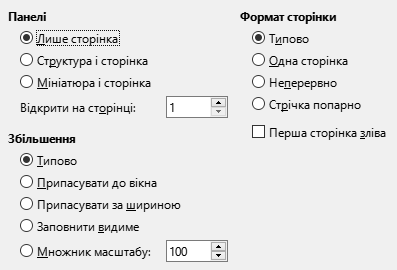 Панелі
Лише сторінка
Структура і сторінка
Мініатюра і сторінка
Відкрити на сторінці: 1
Збільшення
Типово
Припасувати до вікна
Припасувати за шириною
Заповнити видиме
Множник масштабу: 100
Формат сторінки
Типово
Одна сторінка
Неперервно
Стрічка попарно
Перша сторінка зліва